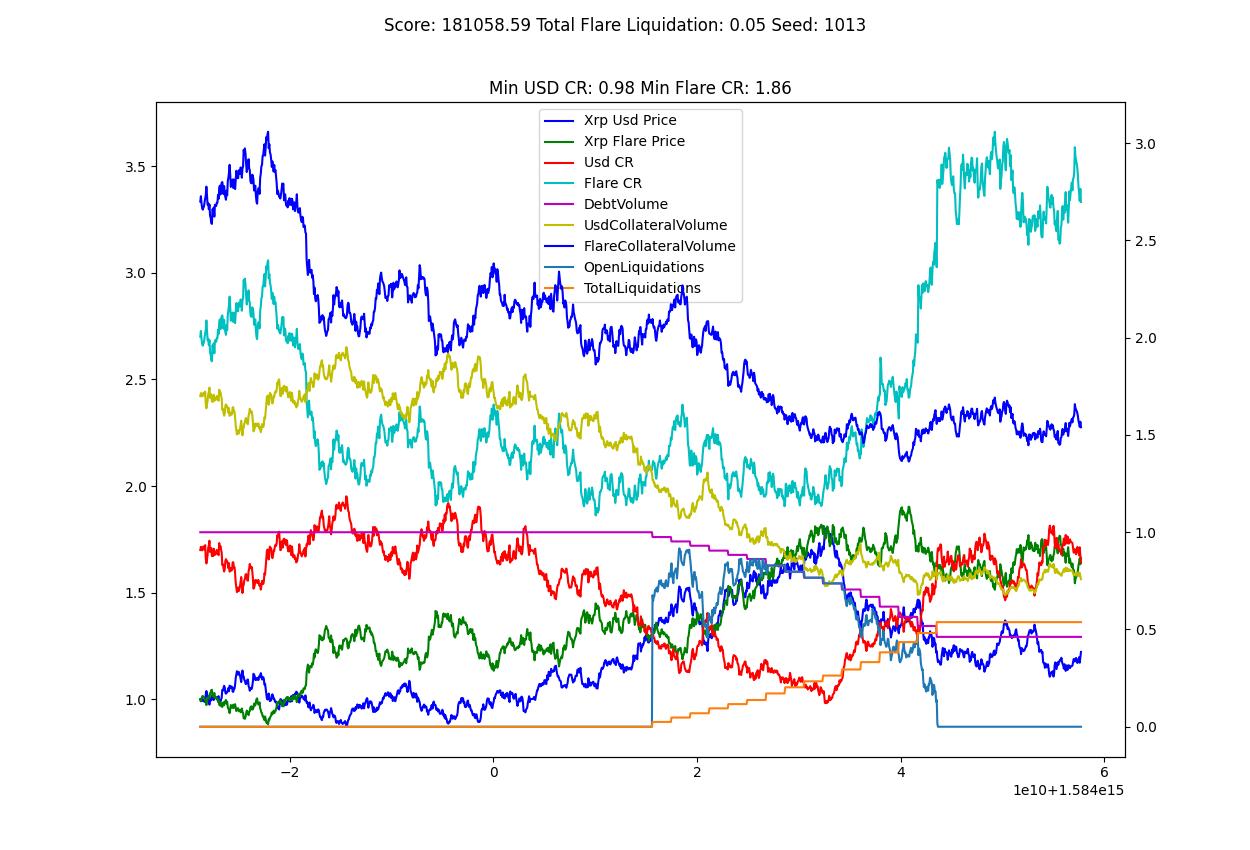 Score: 181058.59 Total Flare Liquidation: 0.05 Seed: 1013
Min USD CR: 0.98 Min Flare CR: 1.86
Xrp Usd Price
Xrp Flare Price
Usd CR
Flare CR
DebtVolume
UsdCollateralVolume
FlareCollateralVolume
OpenLiquidations
TotalLiquidations
3.5
3.0
2.5
2.0
1.5
1.0
3.0
2.5
2.0
1.5
1.0
0.5
0.0
−2 0 2 4 6
1e10+1.584e15